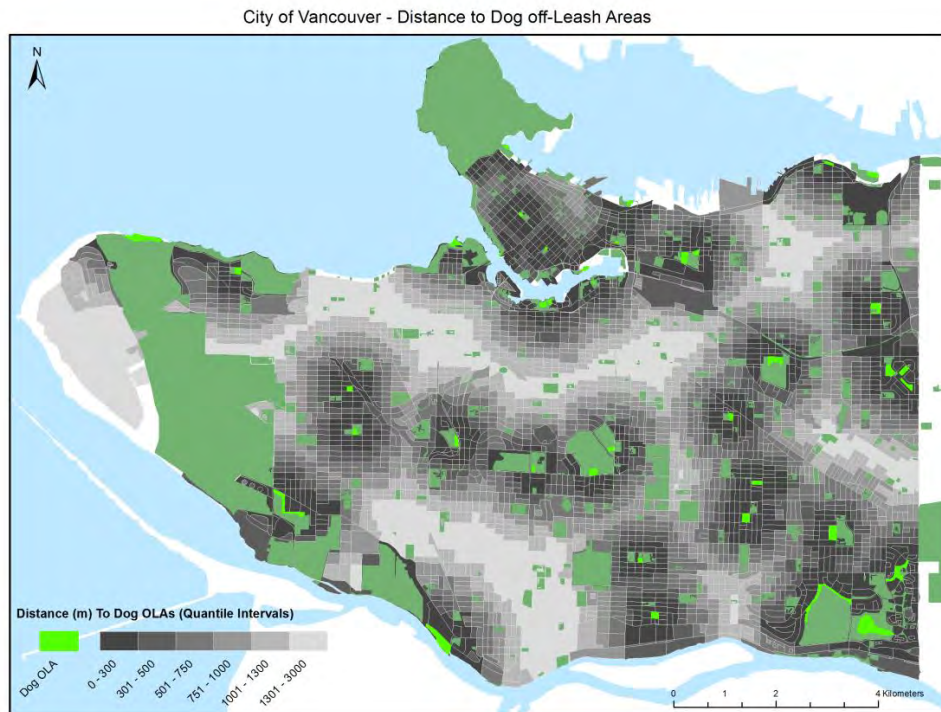 City of Vancouver - Distance to Dog off-Leash Areas
N
Distance (m) To Dog OLAs (Quantile Intervals)
Dog OLA
0 - 300
301 - 500
501 - 750
751 - 1000
1001 - 1300
1301 - 3000
0 1 2 4 Kilometers